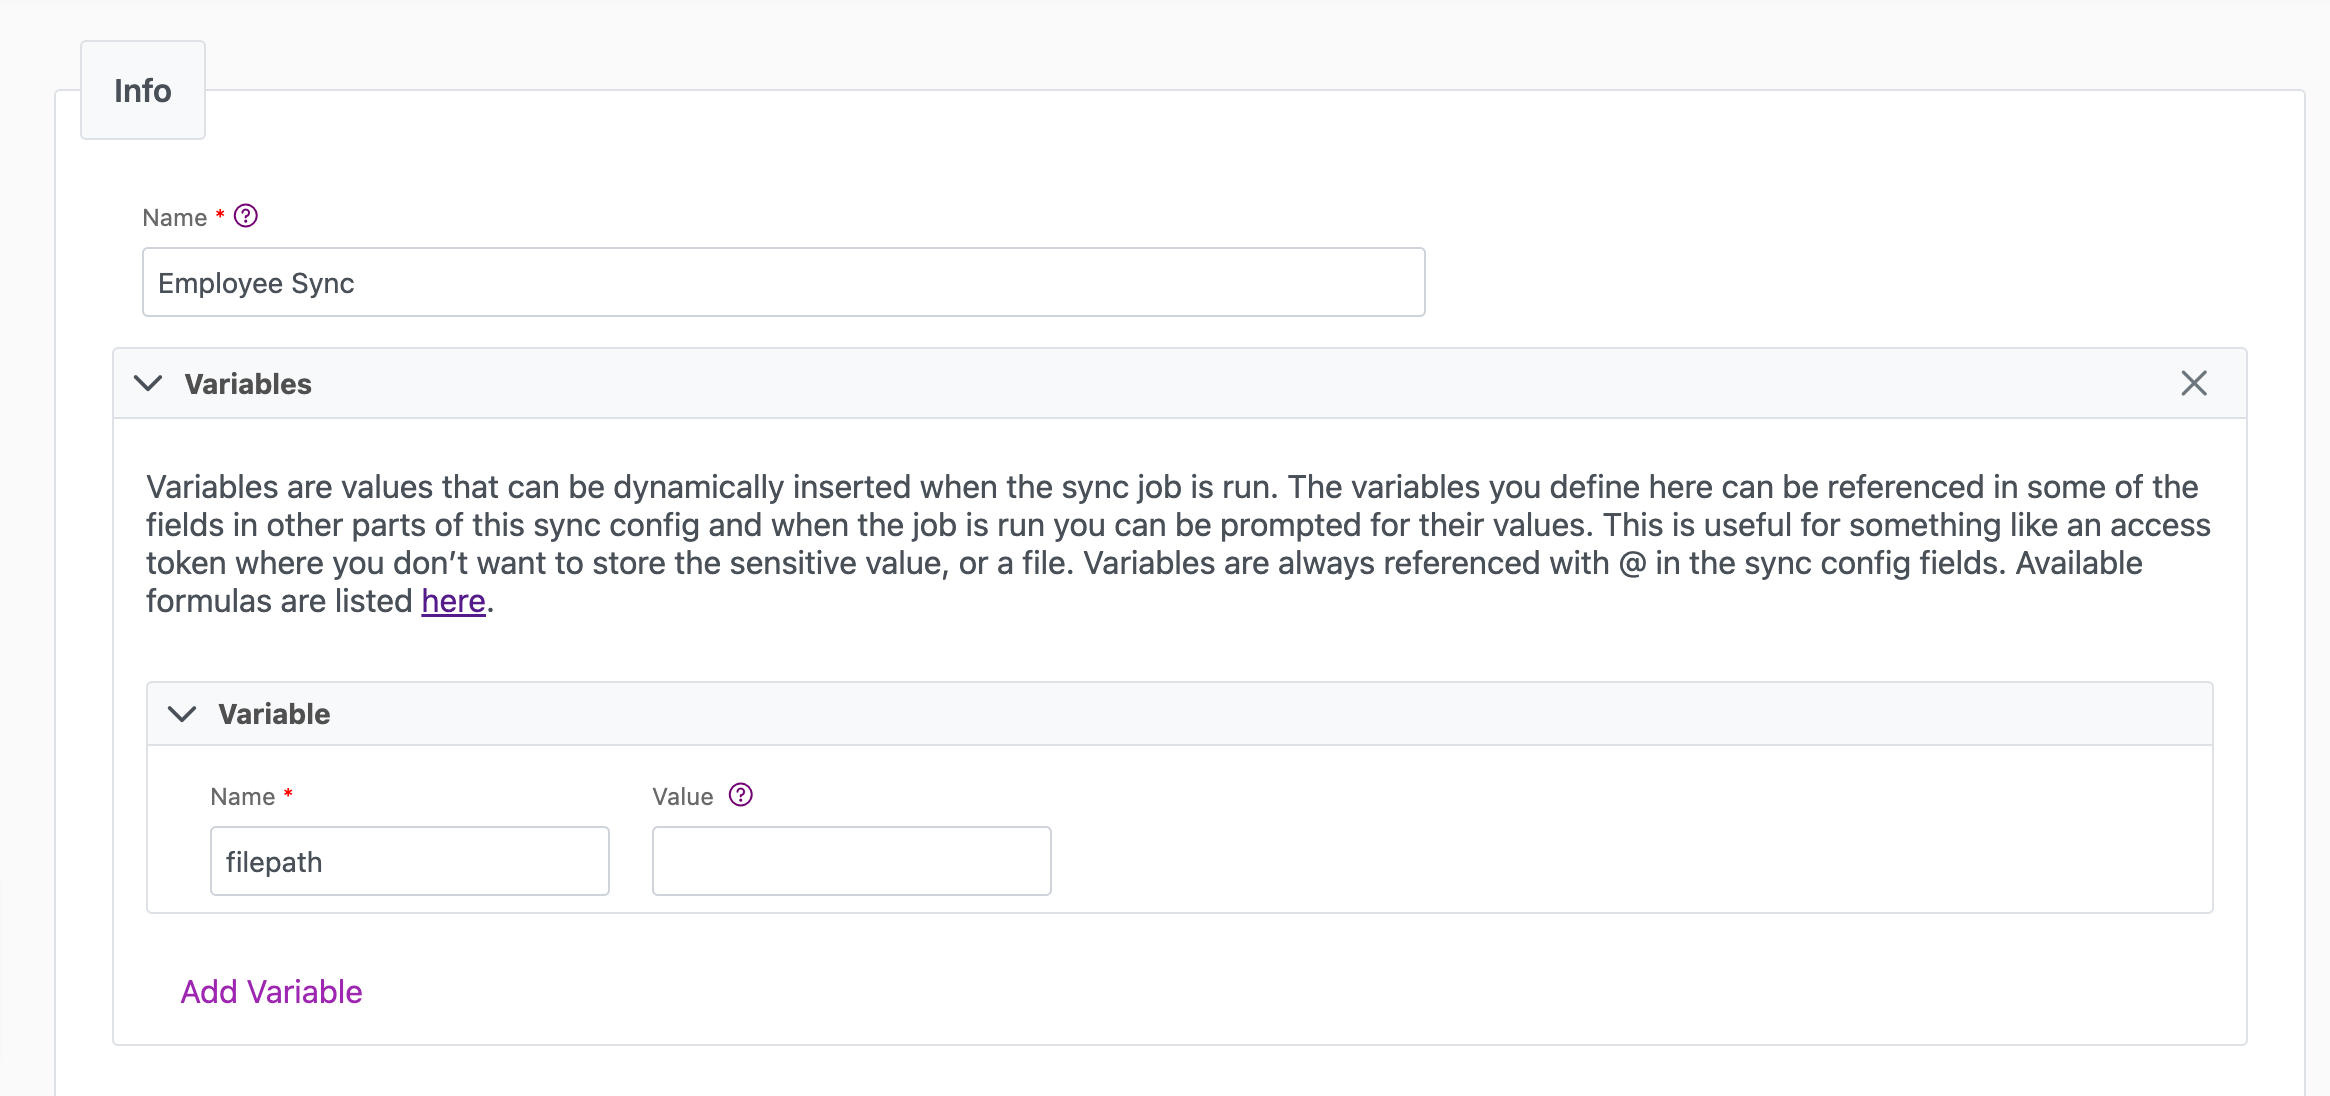 Info
Name *
Employee Sync
Variables
Variables are values that can be dynamically inserted when the sync job is run. The variables you define here can be referenced in some of the
fields in other parts of this sync config and when the job is run you can be prompted for their values. This is useful for something like an access
token where you don’t want to store the sensitive value, or a file. Variables are always referenced with @ in the sync config fields. Available
formulas are listed here.
Variable
Name * Value
filepath
Add Variable